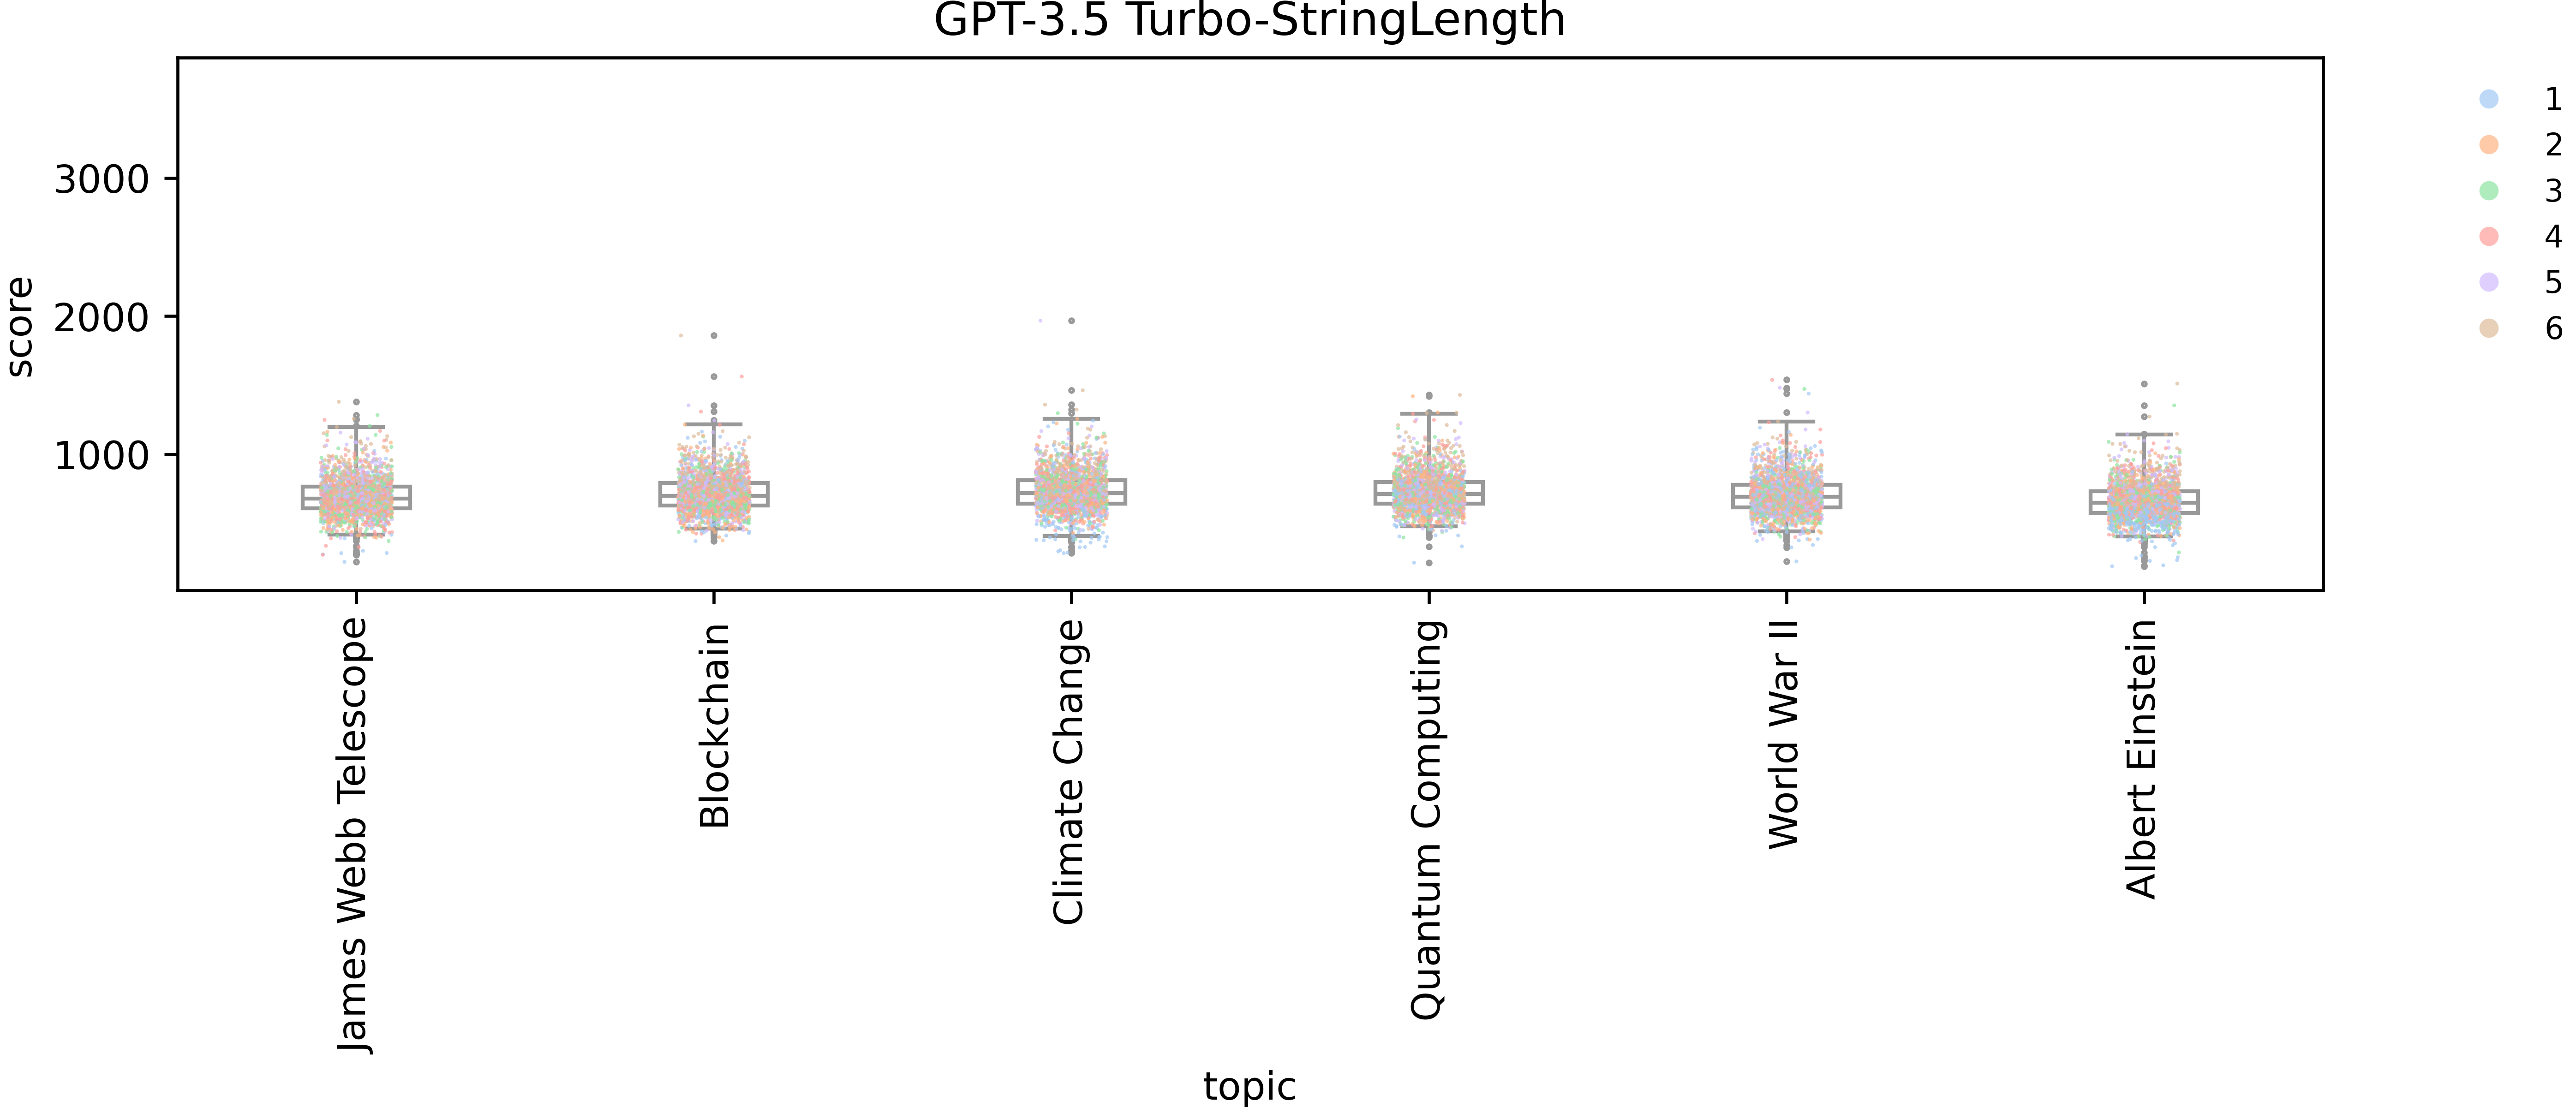 GPT-3.5 Turbo-StringLength
score
3000
2000
1000
1
2
3
4
5
6
James Webb Telescope
Blockchain
Climate Change
Quantum Computing
World War II
Albert Einstein
topic